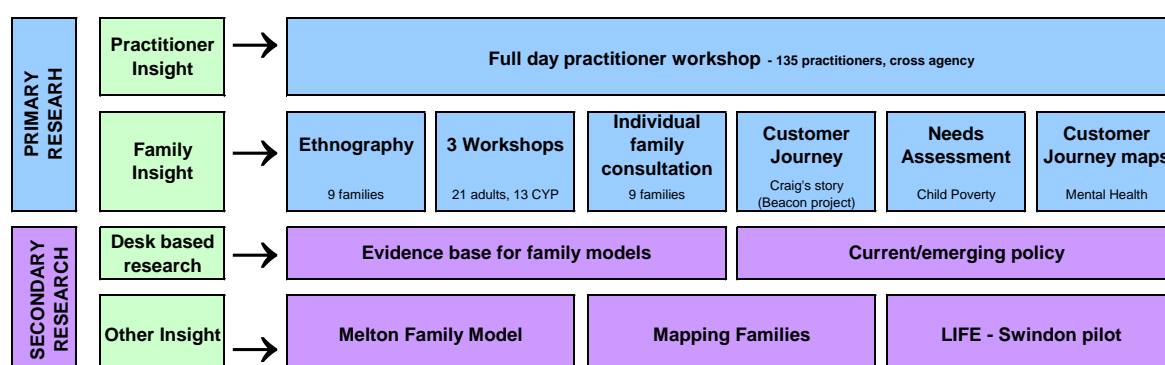 PRIMARY
RESEARH
Practitioner
Insight
Full day practitioner workshop - 135 practitioners, cross agency
Family
Insight
Ethnography
9 families
3 Workshops
21 adults, 13 CYP
Individual
family
consultation
9 families
Customer
Journey
Craig's story
(Beacon project)
Needs
Assessment
Child Poverty
Customer
Journey maps
Mental Health
SECONDARY
RESEARCH
Desk based
research
Evidence base for family models
Current/emerging policy
Other Insight
Melton Family Model
Mapping Families
LIFE - Swindon pilot